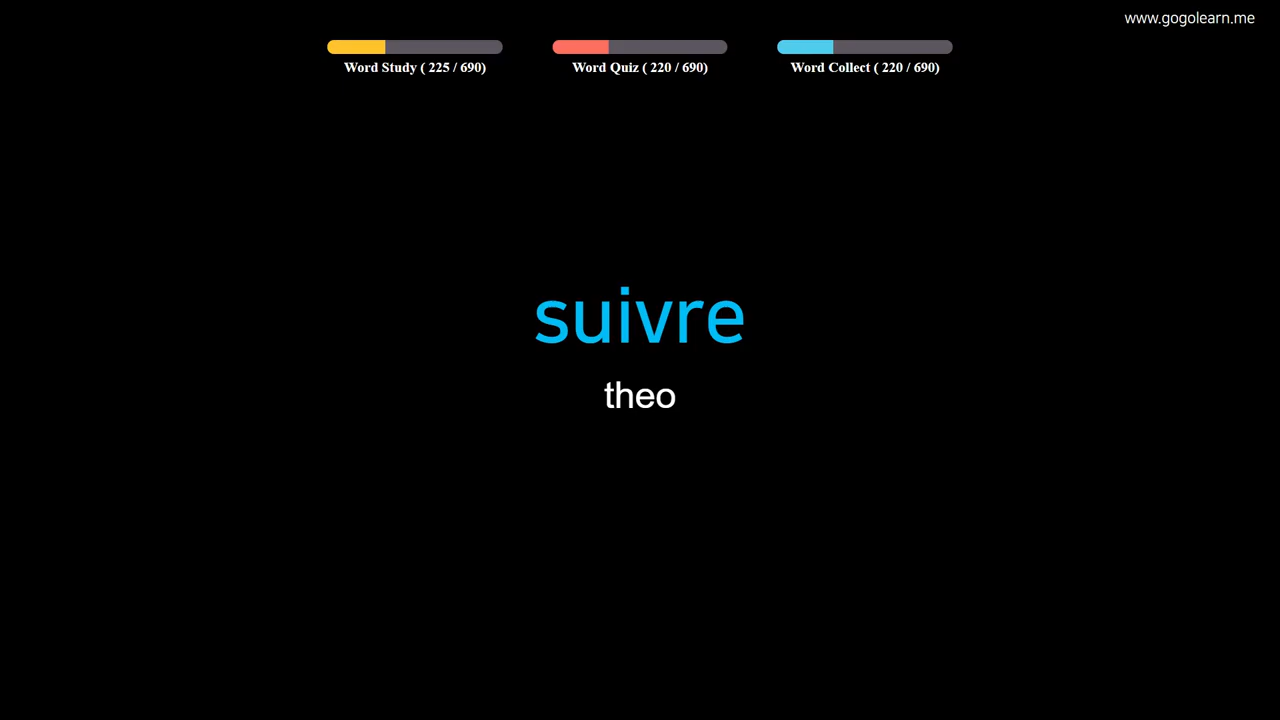 www.gogolearn.me
Word Study ( 225 / 690)
Word Quiz ( 220 / 690)
Word Collect ( 220 / 690)
suivre
theo